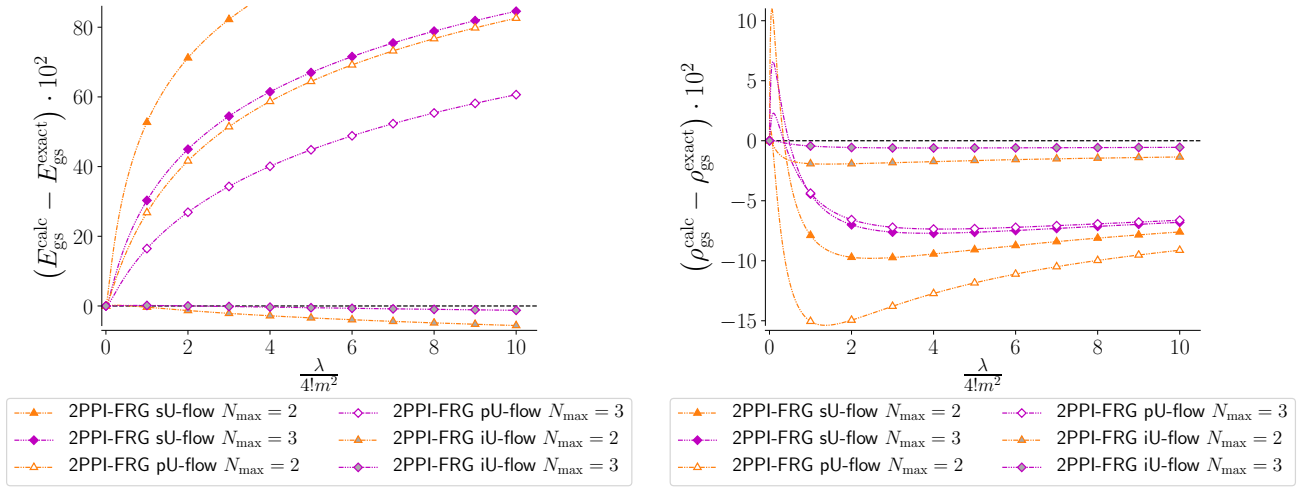 (E_gs^calc − E_gs^exact) · 10^2
80
60
40
20
0
0 2 4 6 8 10
λ/4!m^2
2PPI-FRG sU-flow N_max = 2
2PPI-FRG sU-flow N_max = 3
2PPI-FRG pU-flow N_max = 2
2PPI-FRG pU-flow N_max = 3
2PPI-FRG iU-flow N_max = 2
2PPI-FRG iU-flow N_max = 3
(ρ_gs^calc − ρ_gs^exact) · 10^2
10
5
0
−5
−10
−15
0 2 4 6 8 10
λ/4!m^2
2PPI-FRG sU-flow N_max = 2
2PPI-FRG sU-flow N_max = 3
2PPI-FRG pU-flow N_max = 2
2PPI-FRG pU-flow N_max = 3
2PPI-FRG iU-flow N_max = 2
2PPI-FRG iU-flow N_max = 3